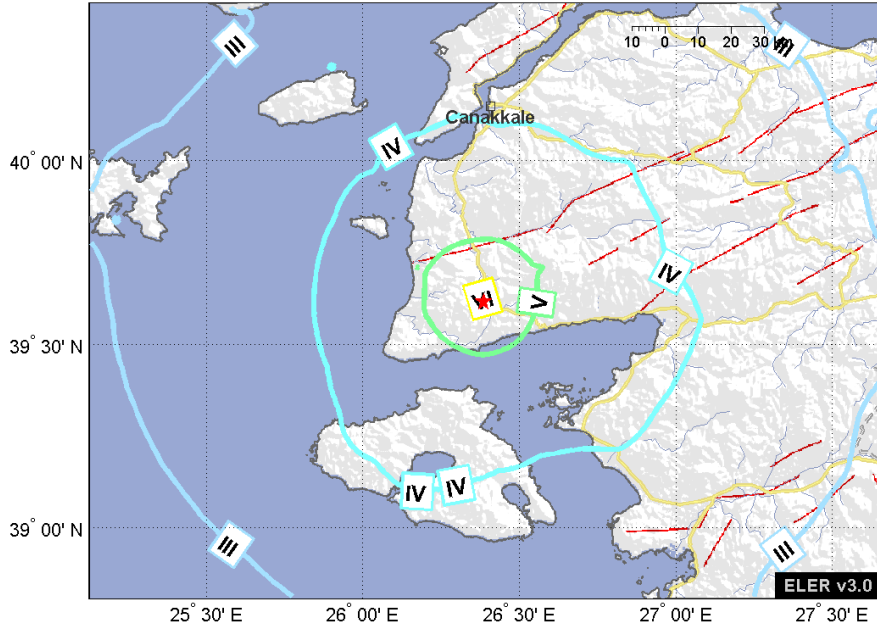 III
III
10 0 10 20 30 km
Canakkale
IV
40° 00' N
IV
VI
V
39° 30' N
IV
IV
39° 00' N
III
III
ELER v3.0
25° 30' E
26° 00' E
26° 30' E
27° 00' E
27° 30' E